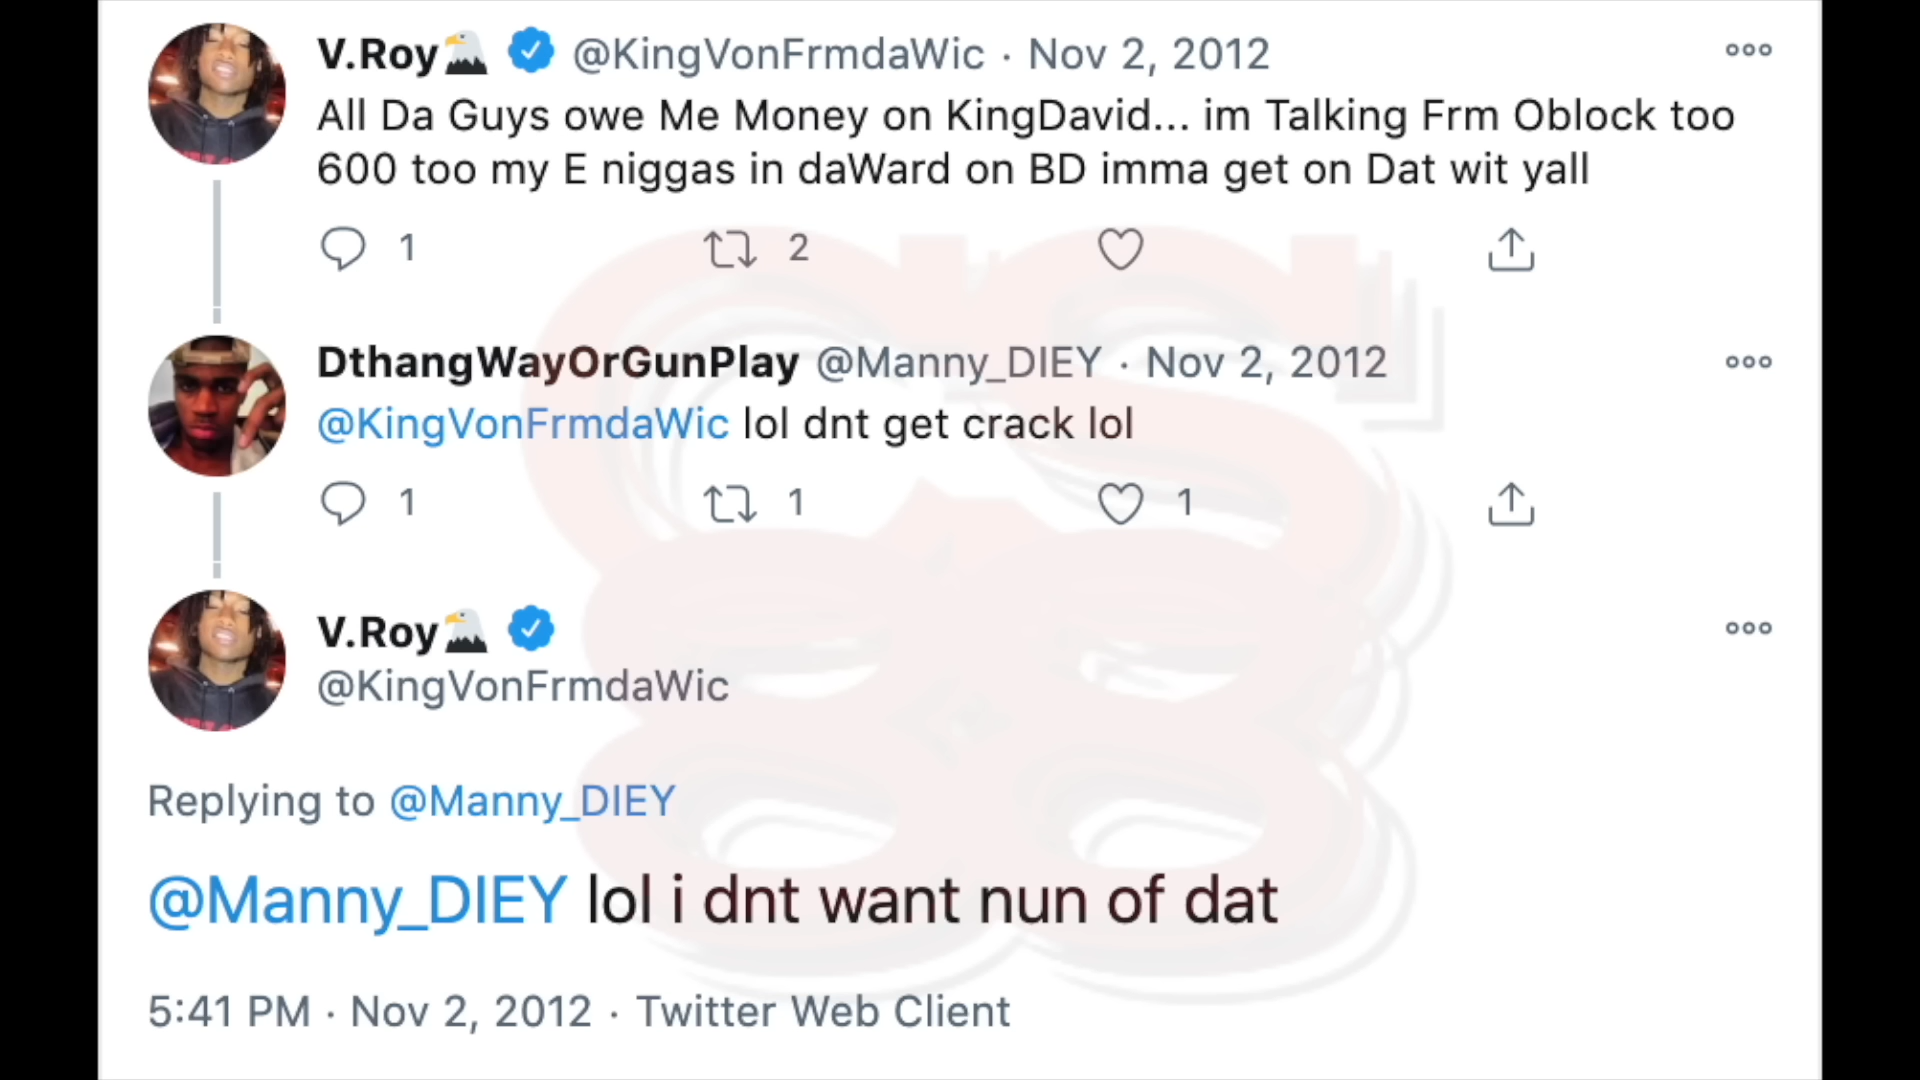 V.Roy🦅 @KingVonFrmdaWic · Nov 2, 2012
All Da Guys owe Me Money on KingDavid... im Talking Frm Oblock too
600 too my E niggas in daWard on BD imma get on Dat wit yall
1 2
DthangWayOrGunPlay @Manny_DIEY · Nov 2, 2012
@KingVonFrmdaWic lol dnt get crack lol
1 1 1
V.Roy🦅
@KingVonFrmdaWic
Replying to @Manny_DIEY
@Manny_DIEY lol i dnt want nun of dat
5:41 PM · Nov 2, 2012 · Twitter Web Client